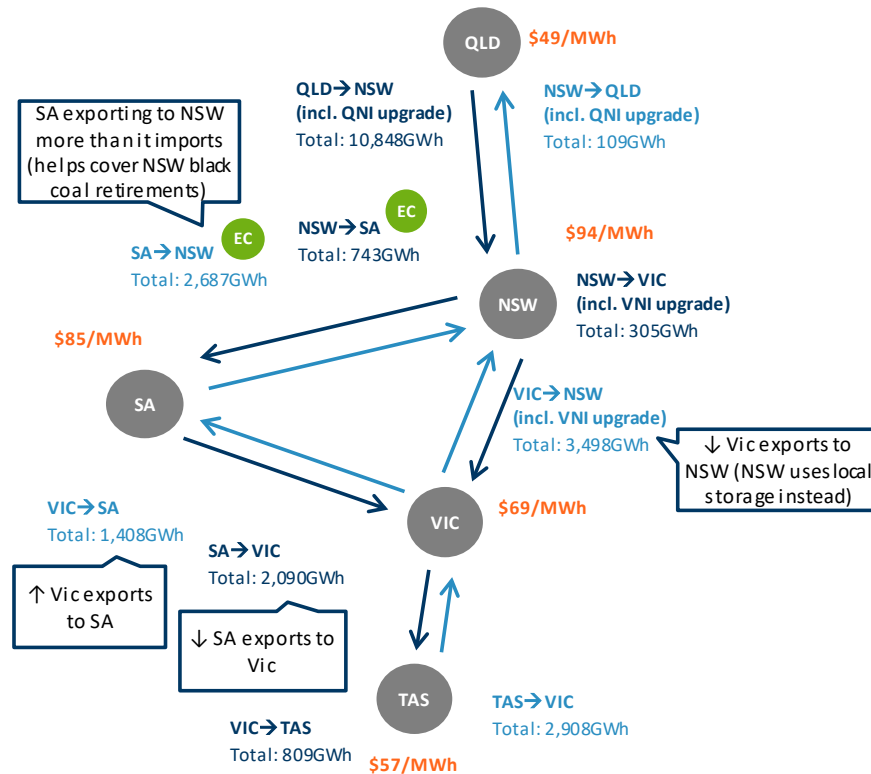 QLD
$49/MWh
QLD→NSW
(incl. QNI upgrade)
Total: 10,848GWh
NSW→QLD
(incl. QNI upgrade)
Total: 109GWh
SA exporting to NSW
more than it imports
(helps cover NSW black
coal retirements)
EC
SA→NSW
Total: 2,687GWh
EC
NSW→SA
Total: 743GWh
$94/MWh
NSW
NSW→VIC
(incl. VNI upgrade)
Total: 305GWh
$85/MWh
SA
VIC→NSW
(incl. VNI upgrade)
Total: 3,498GWh
↓ Vic exports to
NSW (NSW uses local
storage instead)
VIC
$69/MWh
VIC→SA
Total: 1,408GWh
↑ Vic exports
to SA
SA→VIC
Total: 2,090GWh
↓ SA exports to
Vic
TAS
VIC→TAS
Total: 809GWh
$57/MWh
TAS→VIC
Total: 2,908GWh